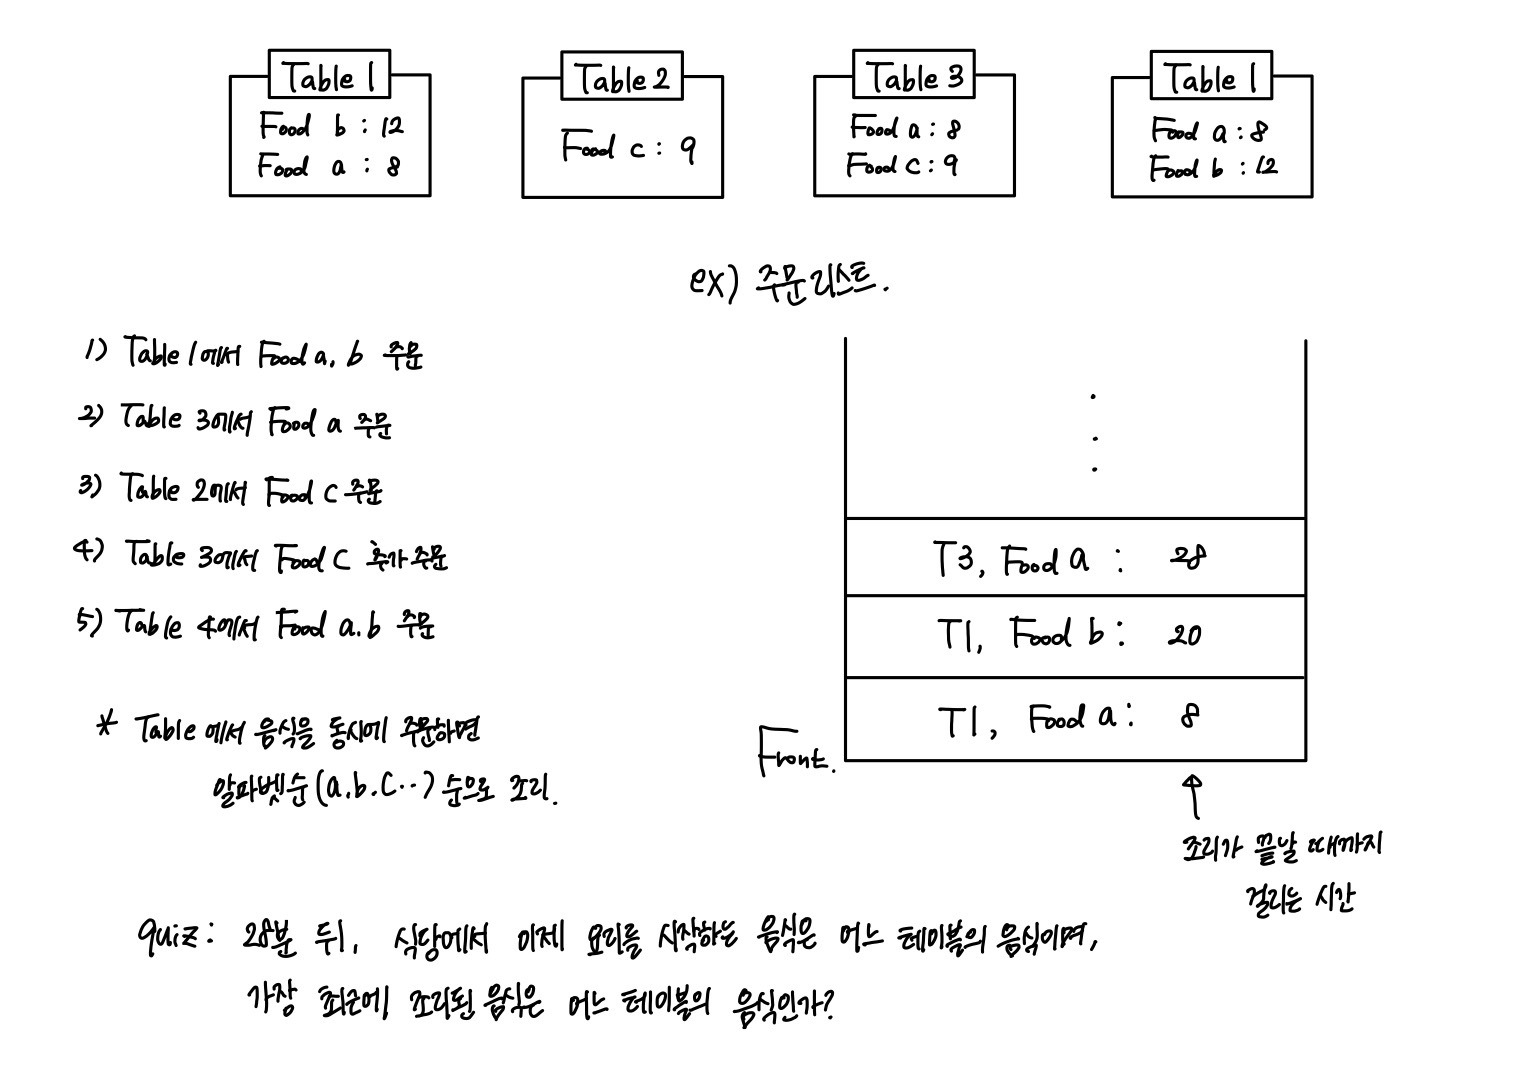 Table 1
Food b : 12
Food a : 8
Table 2
Food c : 9
Table 3
Food a : 8
Food c : 9
Table 1
Food a : 8
Food b : 12
ex) 주문리스트.
1) Table 1에서 Food a. b 주문
2) Table 3에서 Food a 주문
3) Table 2에서 Food c 주문
4) Table 3에서 Food C 추가주문
5) Table 4에서 Food a.b 주문
* Table에서 음식을 동시에 주문하면
알파벳순(a.b.c...) 순으로 조리.
T3, Food a : 28
T1, Food b : 20
T1, Food a : 8
Front.
조리가 끝날 때까지
걸리는 시간
quiz : 28분 뒤, 식당에서 이제 요리를 시작하는 음식은 어느 테이블의 음식이며,
가장 최근에 조리된 음식은 어느 테이블의 음식인가?